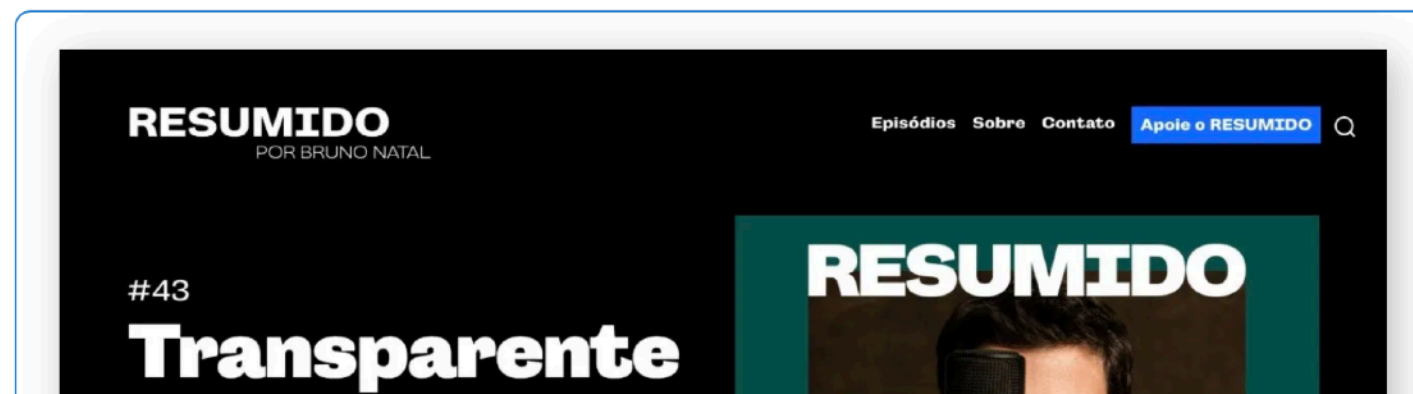 RESUMIDO
POR BRUNO NATAL
Episódios Sobre Contato Apoie o RESUMIDO
#43
Transparente
RESUMIDO